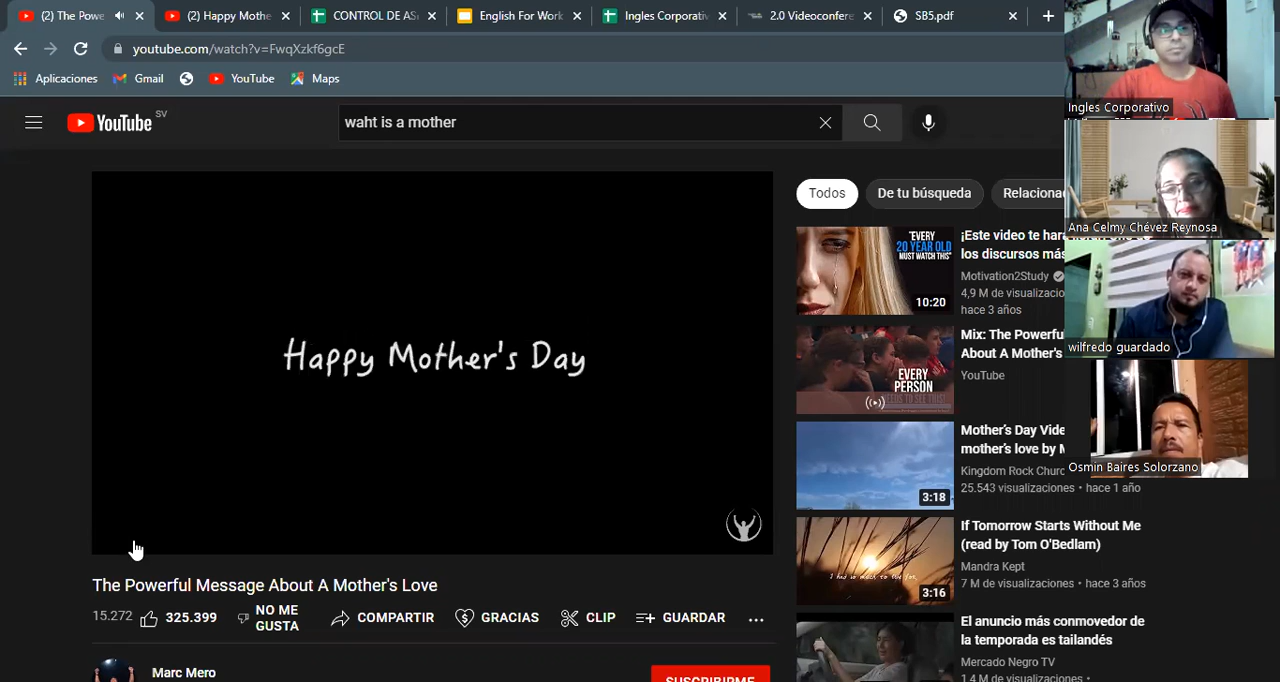 (2) The Powe
(2) Happy Mothe
CONTROL DE AS
English For Work
Ingles Corporativ
2.0 Videoconfere
SB5.pdf
youtube.com/watch?v=FwqXzkf6gcE
Aplicaciones
Gmail
YouTube
Maps
YouTube SV
waht is a mother
Happy Mother's Day
The Powerful Message About A Mother's Love
15.272
325.399
NO ME
GUSTA
COMPARTIR
GRACIAS
CLIP
GUARDAR
Marc Mero
SUSCRIBIRME
Todos
De tu búsqueda
Relaciona
"EVERY
20 YEAR OLD
MUST WATCH THIS"
10:20
¡Este video te har
los discursos más
Motivation2Study
4,9 M de visualizacio
hace 3 años
EVERY
PERSON
NEEDS TO SEE THIS!
Mix: The Powerfu
About A Mother's
YouTube
3:18
Mother's Day Vide
mother's love by M
Kingdom Rock Churc
25.543 visualizaciones • hace 1 año
3:16
If Tomorrow Starts Without Me
(read by Tom O'Bedlam)
Mandra Kept
7 M de visualizaciones • hace 3 años
El anuncio más conmovedor de
la temporada es tailandés
Mercado Negro TV
1,4 M de visualizaciones •
Ingles Corporativo
Ana Celmy Chévez Reynosa
wilfredo guardado
Osmin Baires Solorzano